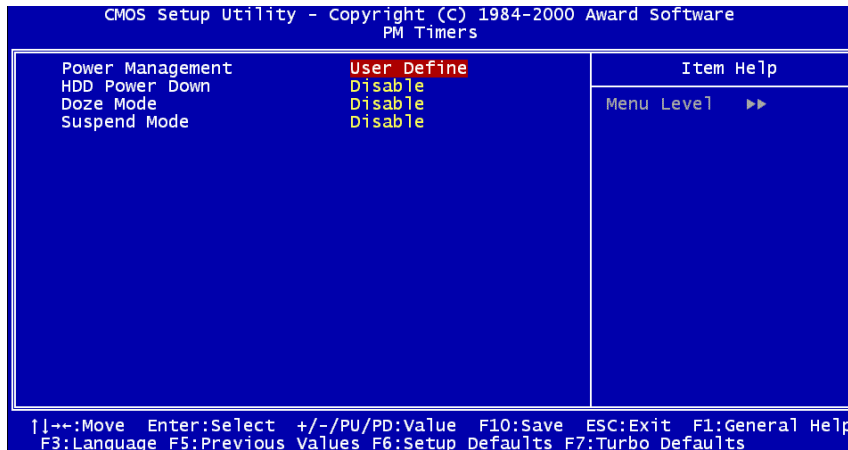 CMOS Setup Utility - Copyright (C) 1984-2000 Award Software
PM Timers
Power Management User Define
HDD Power Down Disable
Doze Mode Disable
Suspend Mode Disable
Item Help
Menu Level ▶▶
↑↓→←:Move Enter:Select +/-/PU/PD:Value F10:Save ESC:Exit F1:General Help
F3:Language F5:Previous Values F6:Setup Defaults F7:Turbo Defaults